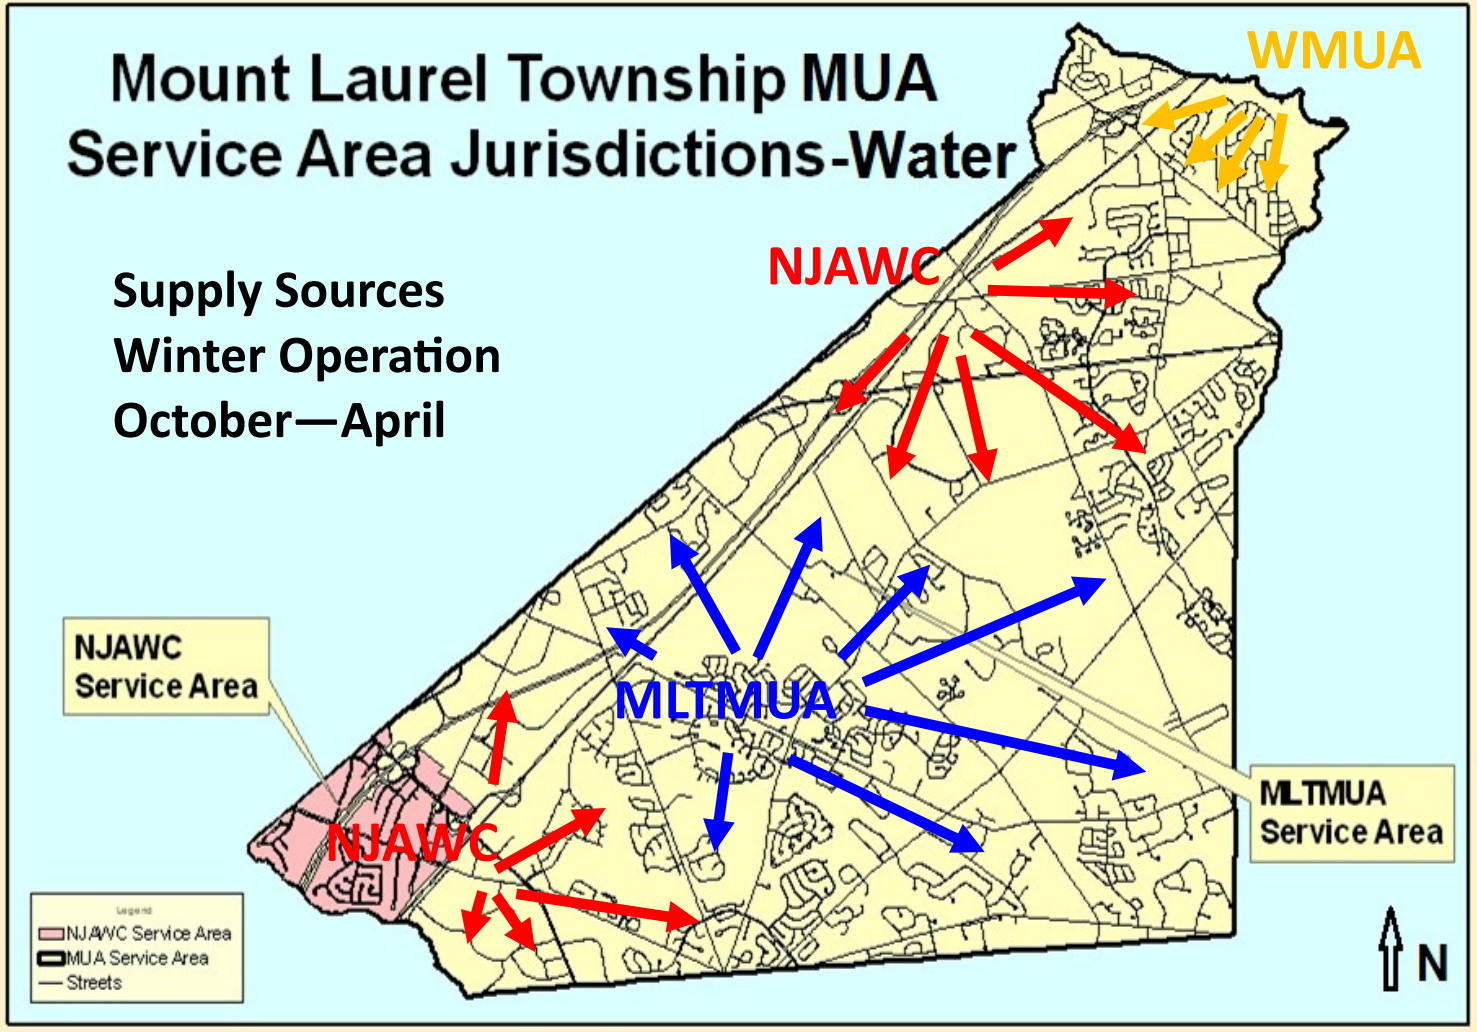 Mount Laurel Township MUA
Service Area Jurisdictions-Water
WMUA
NJAWC
Supply Sources
Winter Operation
October—April
NJAWC
Service Area
MLTMUA
MLTMUA
Service Area
NJAWC
Legend
NJAWC Service Area
MUA Service Area
Streets
N